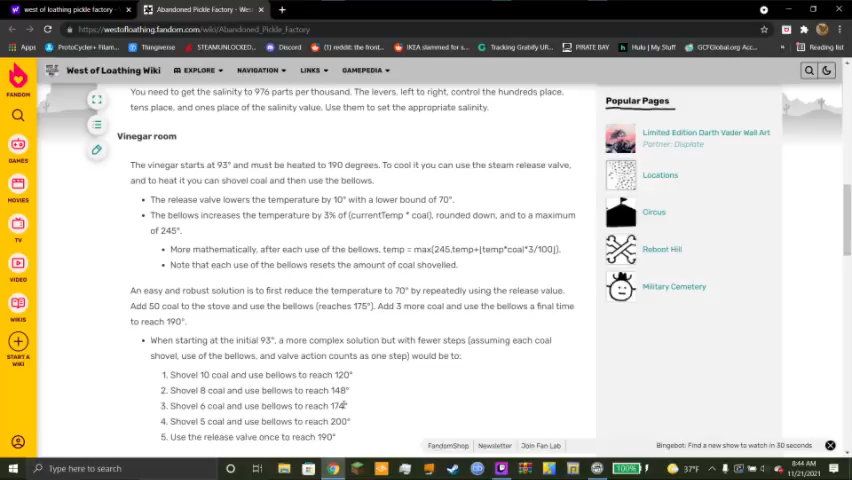 west of loathing pickle factory -
Abandoned Pickle Factory - Wes
westofloathing.fandom.com/wiki/Abandoned_Pickle_Factory
Apps
ProtoCycler+ Filam...
Thingiverse
STEAMUNLOCKED...
Discord
(1) reddit: the front...
IKEA slammed for s...
Tracking Grabify UR...
PIRATE BAY
Hulu | My Stuff
GCFGlobal.org Acc...
Reading list
FANDOM
GAMES
MOVIES
TV
VIDEO
WIKIS
START A
WIKI
West of Loathing Wiki
EXPLORE
NAVIGATION
LINKS
GAMEPEDIA
You need to get the salinity to 976 parts per thousand. The levers, left to right, control the hundreds place,
tens place, and ones place of the salinity value. Use them to set the appropriate salinity.
Vinegar room
The vinegar starts at 93° and must be heated to 190 degrees. To cool it you can use the steam release valve,
and to heat it you can shovel coal and then use the bellows.
• The release valve lowers the temperature by 10° with a lower bound of 70°.
• The bellows increases the temperature by 3% of (currentTemp * coal), rounded down, and to a maximum
of 245°.
• More mathematically, after each use of the bellows, temp = max(245,temp+⌊temp*coal*3/100⌋).
• Note that each use of the bellows resets the amount of coal shovelled.
An easy and robust solution is to first reduce the temperature to 70° by repeatedly using the release valve.
Add 50 coal to the stove and use the bellows (reaches 175°). Add 3 more coal and use the bellows a final time
to reach 190°.
• When starting at the initial 93°, a more complex solution but with fewer steps (assuming each coal
shovel, use of the bellows, and valve action counts as one step) would be to:
1. Shovel 10 coal and use bellows to reach 120°
2. Shovel 8 coal and use bellows to reach 148°
3. Shovel 6 coal and use bellows to reach 174°
4. Shovel 5 coal and use bellows to reach 200°
5. Use the release valve once to reach 190°
Popular Pages
Limited Edition Darth Vader Wall Art
Partner: Displate
Locations
Circus
Reboot Hill
Military Cemetery
FandomShop
Newsletter
Join Fan Lab
Bingebot: Find a new show to watch in 30 seconds
Type here to search
100%
37°F
8:44 AM
11/21/2021